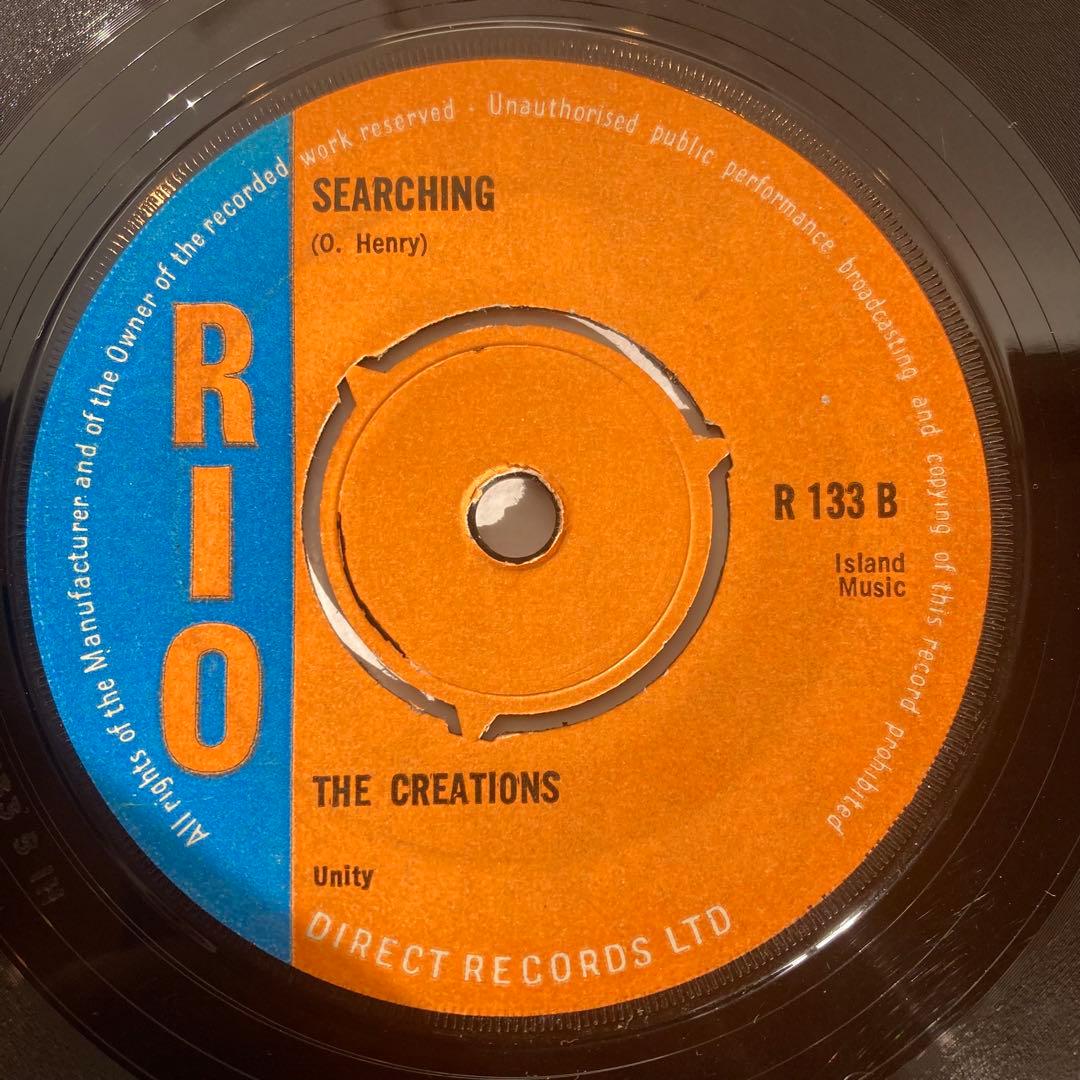 All rights of the Manufacturer and of the Owner of the recorded work reserved · Unauthorised public performance, broadcasting and copying of this record prohibited
SEARCHING
(O. Henry)
RIO
R 133 B
Island
Music
THE CREATIONS
Unity
DIRECT RECORDS LTD